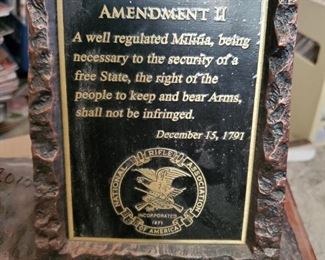 AMENDMENT II
A well regulated Militia, being
necessary to the security of a
free State, the right of the
people to keep and bear Arms,
shall not be infringed.
December 15, 1791
NATIONAL RIFLE ASSOCIATION
INCORPORATED
1871
OF AMERICA